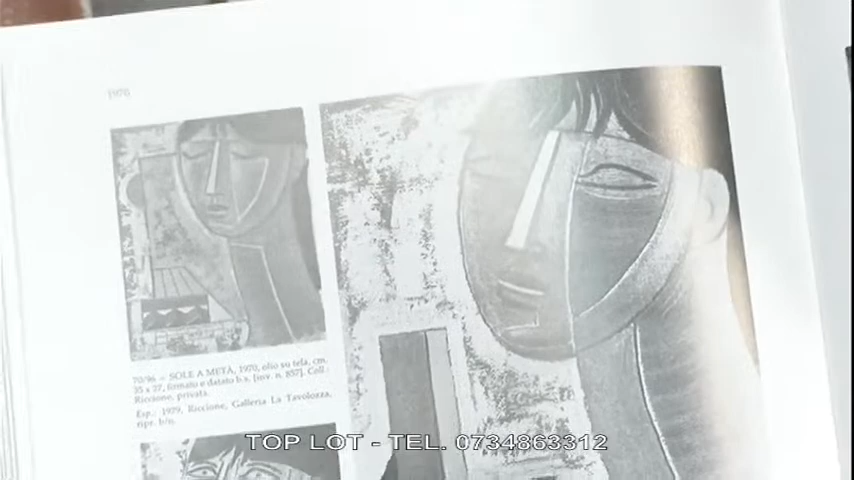 1970
70/96 — SOLE A METÀ, 1970, olio su tela, cm.
35 x 27, firmato e datato b.s. [inv. n. 857]. Coll.:
Riccione, privata.
Esp.: 1979, Riccione, Galleria La Tavolozza,
ripr. b/n.
TOP LOT - TEL. 0734863312